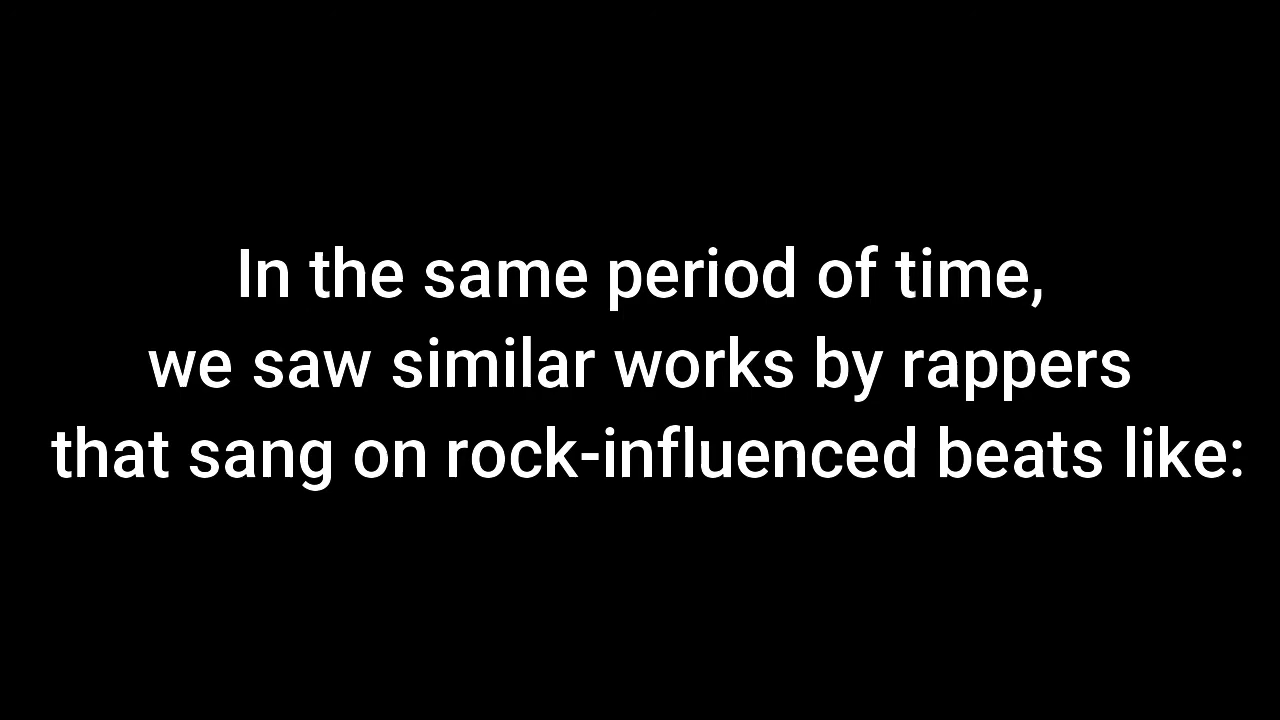 In the same period of time,
we saw similar works by rappers
that sang on rock-influenced beats like: